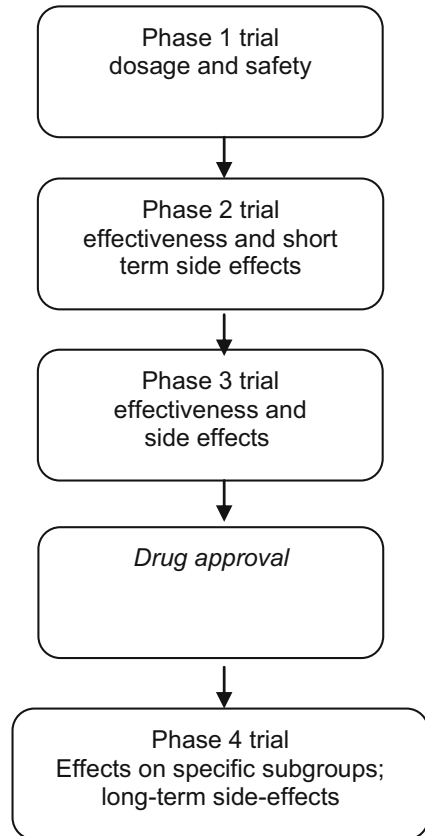 Phase 1 trial
dosage and safety
Phase 2 trial
effectiveness and short
term side effects
Phase 3 trial
effectiveness and
side effects
Drug approval
Phase 4 trial
Effects on specific subgroups;
long-term side-effects